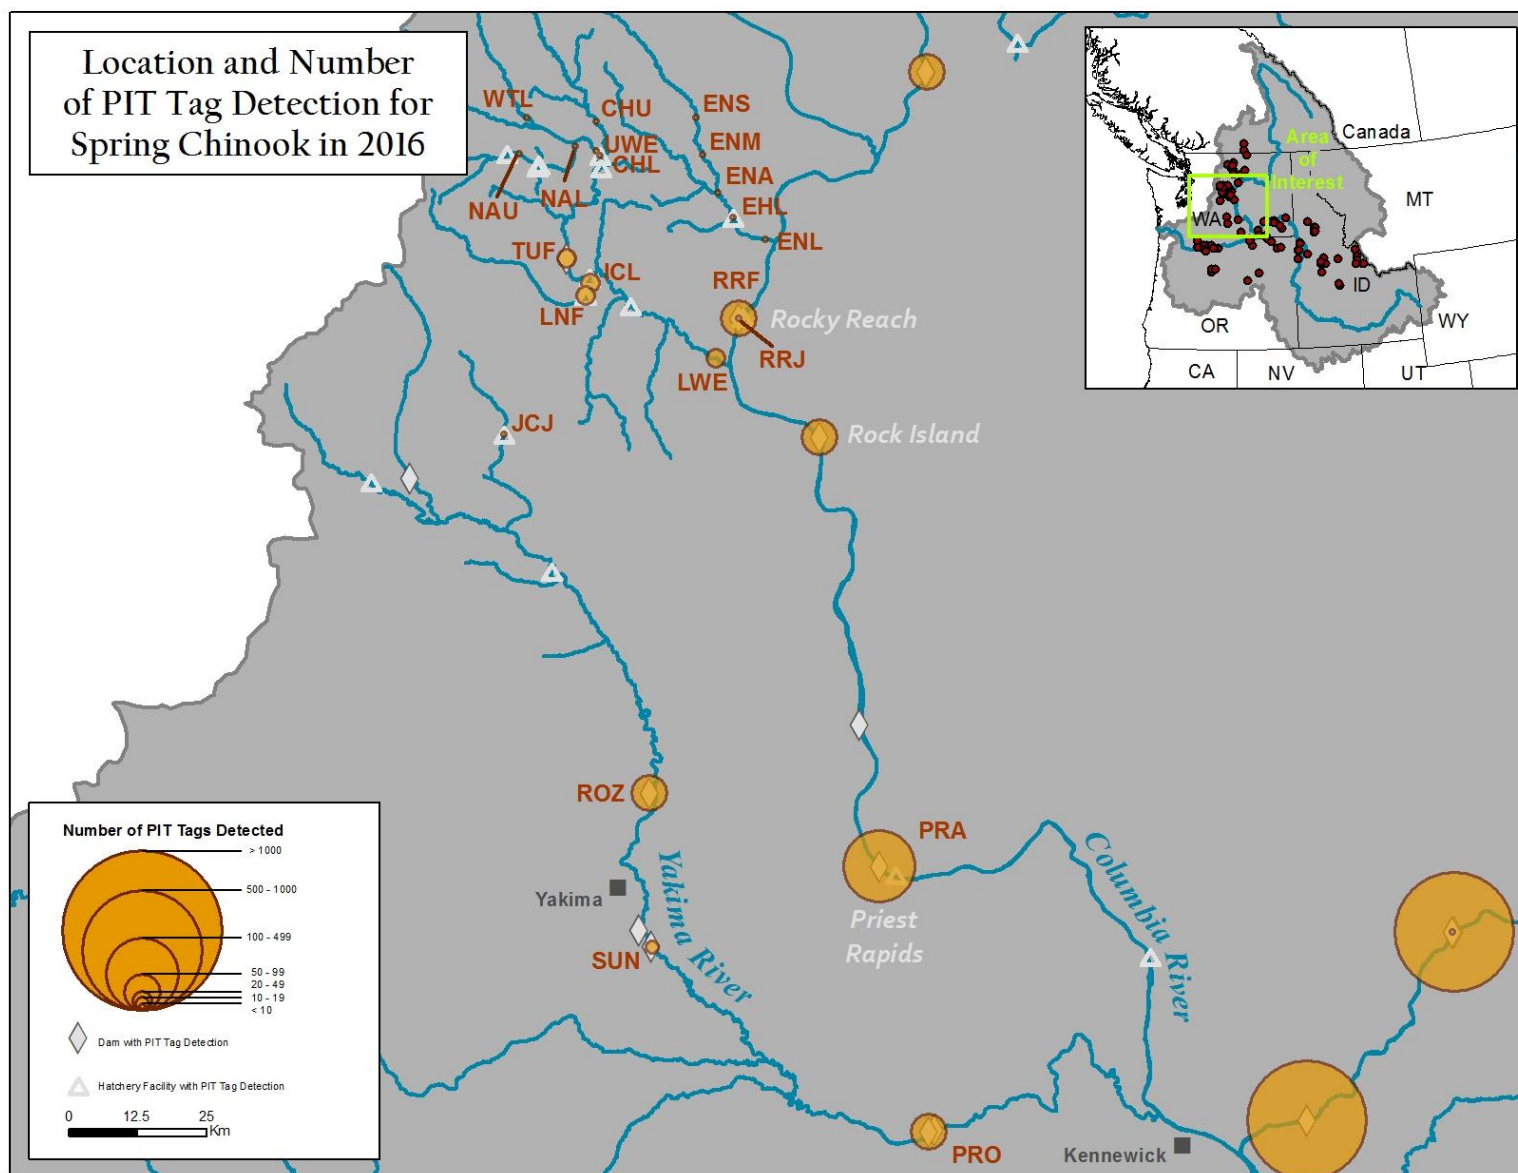 Location and Number
of PIT Tag Detection for
Spring Chinook in 2016
WTL
CHU
ENS
UWE
CHL
ENM
NAU
NAL
ENA
EHL
ENL
TUF
ICL
LNF
RRF
Rocky Reach
RRJ
LWE
JCJ
Rock Island
Canada
Area
of
Interest
MT
WA
ID
OR
WY
CA
NV
UT
ROZ
PRA
Yakima
Priest
Rapids
SUN
Yakima River
Columbia River
PRO
Kennewick
Number of PIT Tags Detected
> 1000
500 - 1000
100 - 499
50 - 99
20 - 49
10 - 19
< 10
Dam with PIT Tag Detection
Hatchery Facility with PIT Tag Detection
0 12.5 25
Km